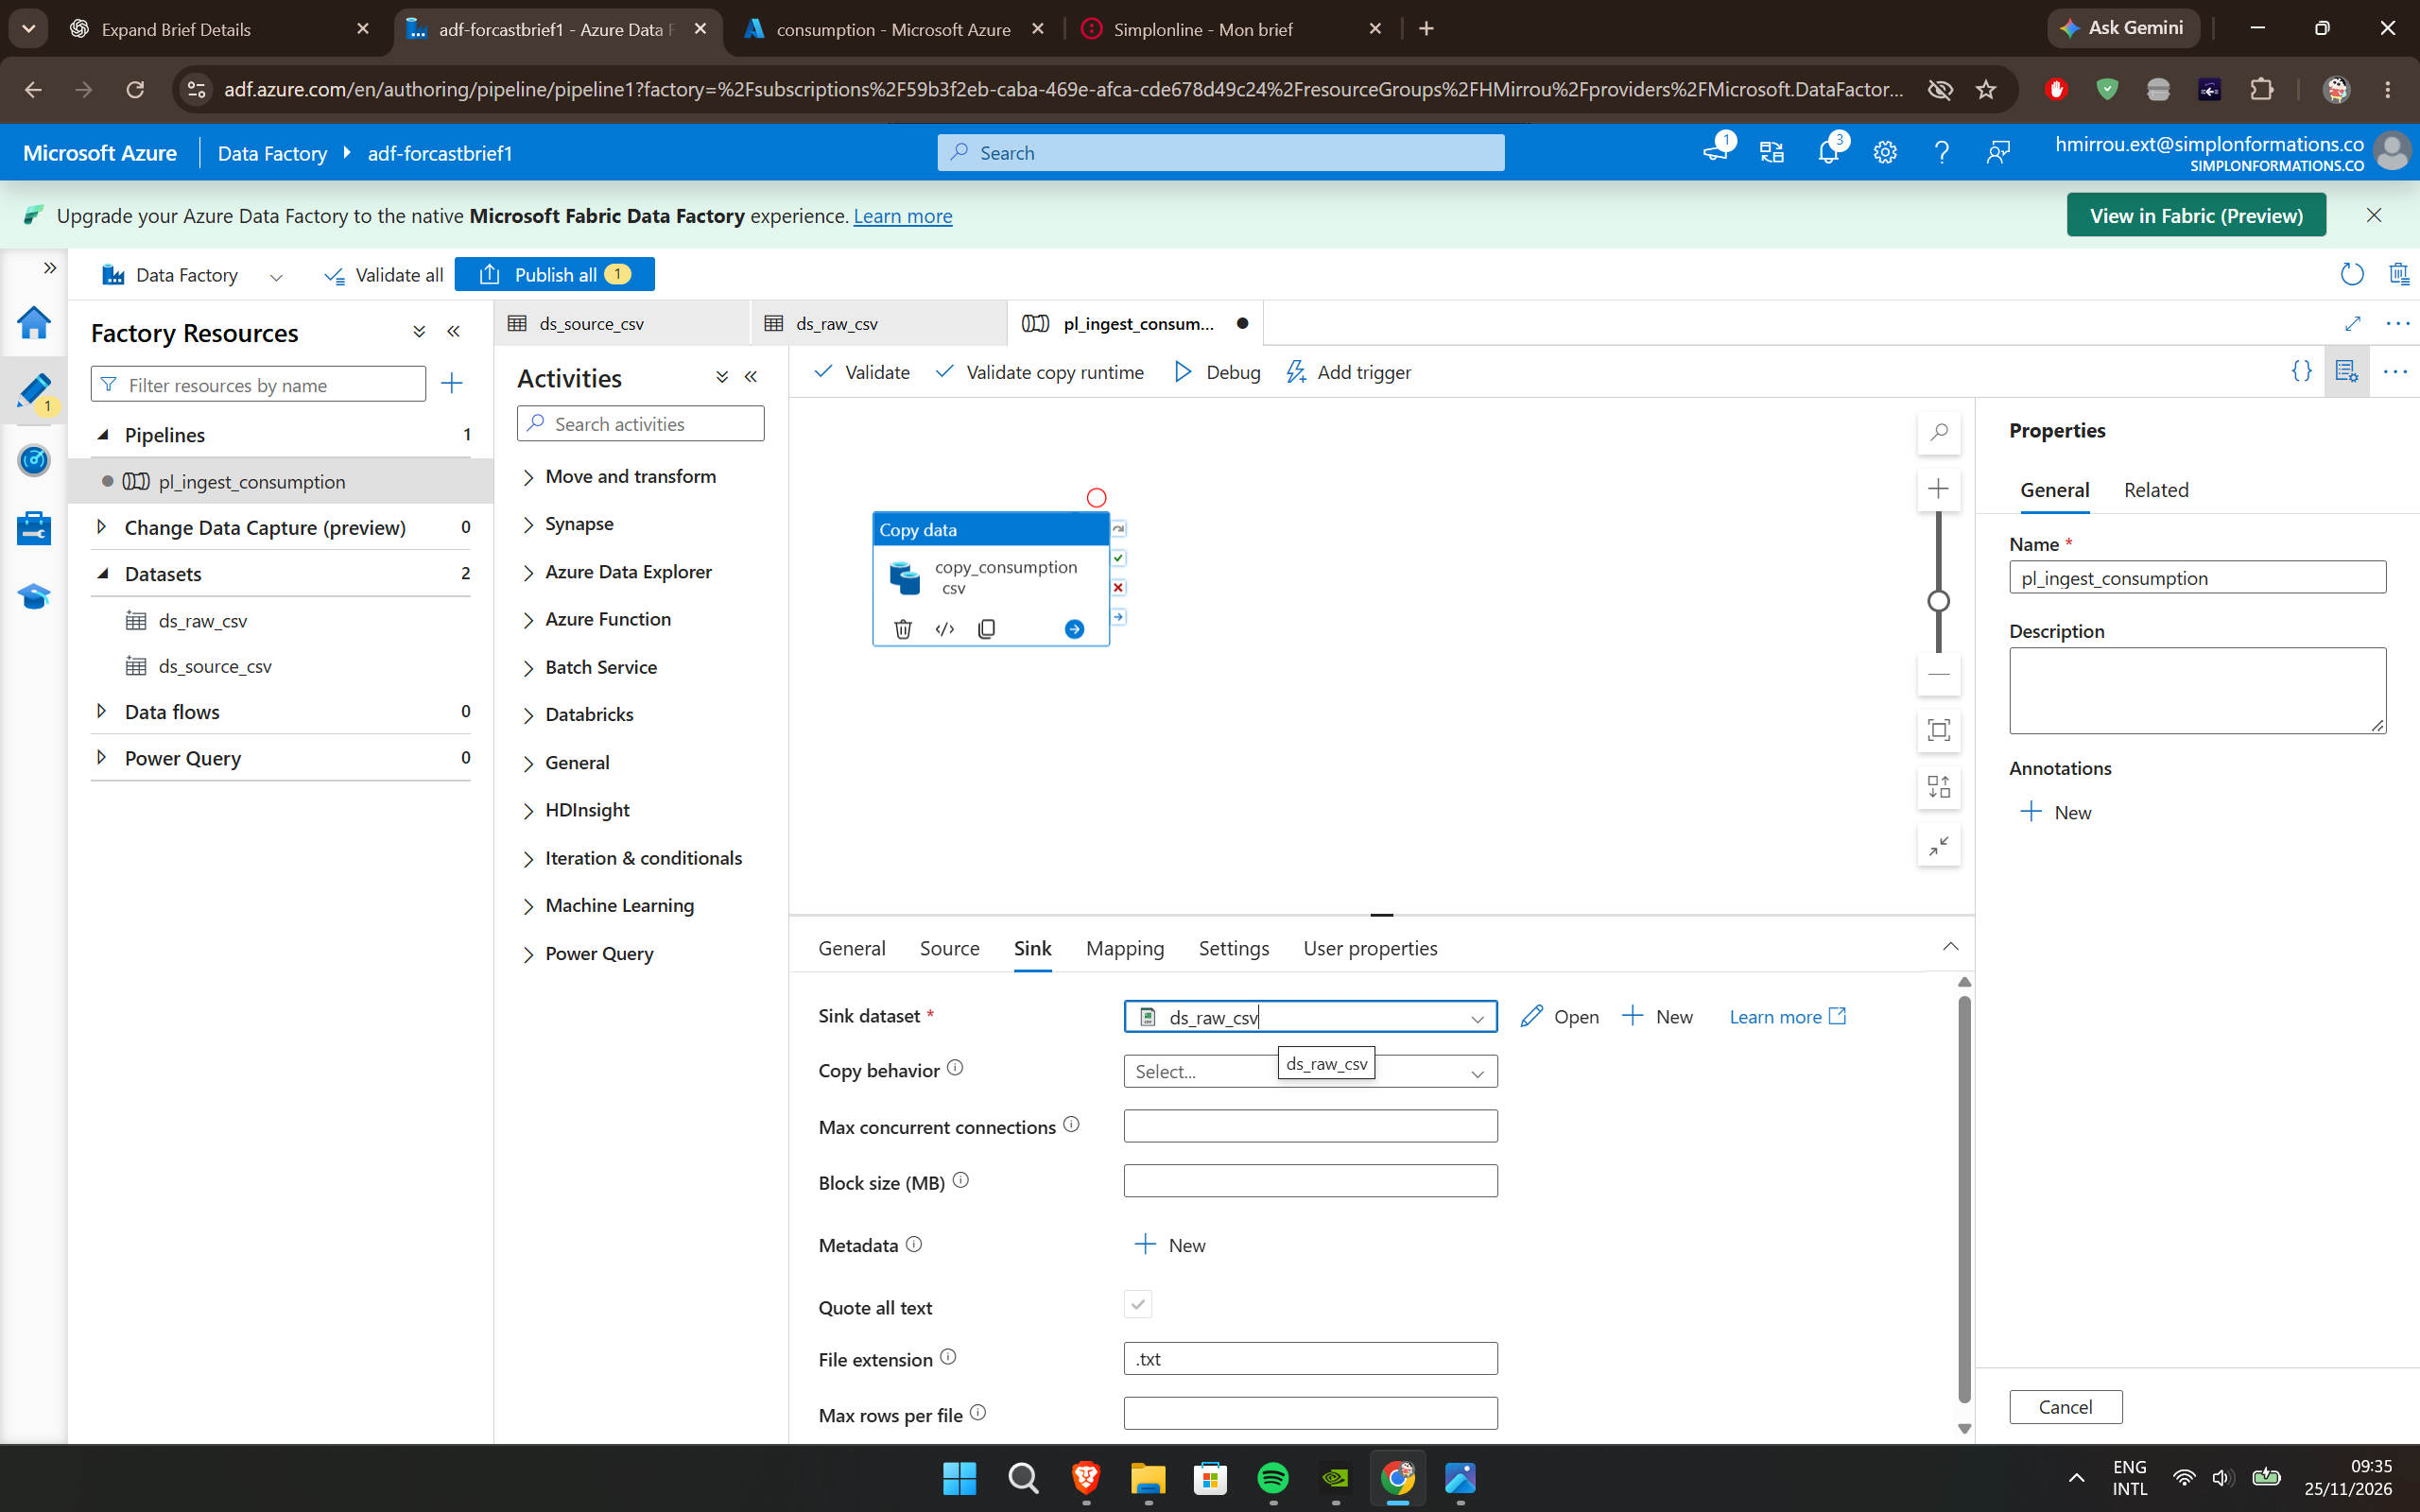 Expand Brief Details
adf-forcastbrief1 - Azure Data F
consumption - Microsoft Azure
Simplonline - Mon brief
Ask Gemini
adf.azure.com/en/authoring/pipeline/pipeline1?factory=%2Fsubscriptions%2F59b3f2eb-caba-469e-afca-cde678d49c24%2FresourceGroups%2FHMirrou%2Fproviders%2FMicrosoft.DataFactor...
Microsoft Azure
Data Factory
adf-forcastbrief1
Search
1
3
hmirrou.ext@simplonformations.co
SIMPLONFORMATIONS.CO
Upgrade your Azure Data Factory to the native Microsoft Fabric Data Factory experience. Learn more
View in Fabric (Preview)
Data Factory
Validate all
Publish all 1
1
Factory Resources
Filter resources by name
Pipelines 1
pl_ingest_consumption
Change Data Capture (preview) 0
Datasets 2
ds_raw_csv
ds_source_csv
Data flows 0
Power Query 0
ds_source_csv
ds_raw_csv
pl_ingest_consum...
Activities
Search activities
Move and transform
Synapse
Azure Data Explorer
Azure Function
Batch Service
Databricks
General
HDInsight
Iteration & conditionals
Machine Learning
Power Query
Validate
Validate copy runtime
Debug
Add trigger
Copy data
copy_consumption
csv
General
Source
Sink
Mapping
Settings
User properties
Sink dataset *
ds_raw_csv
Open
New
Learn more
Copy behavior
Select...
ds_raw_csv
Max concurrent connections
Block size (MB)
Metadata
New
Quote all text
File extension
.txt
Max rows per file
Properties
General
Related
Name *
pl_ingest_consumption
Description
Annotations
New
Cancel
ENG
INTL
09:35
25/11/2026